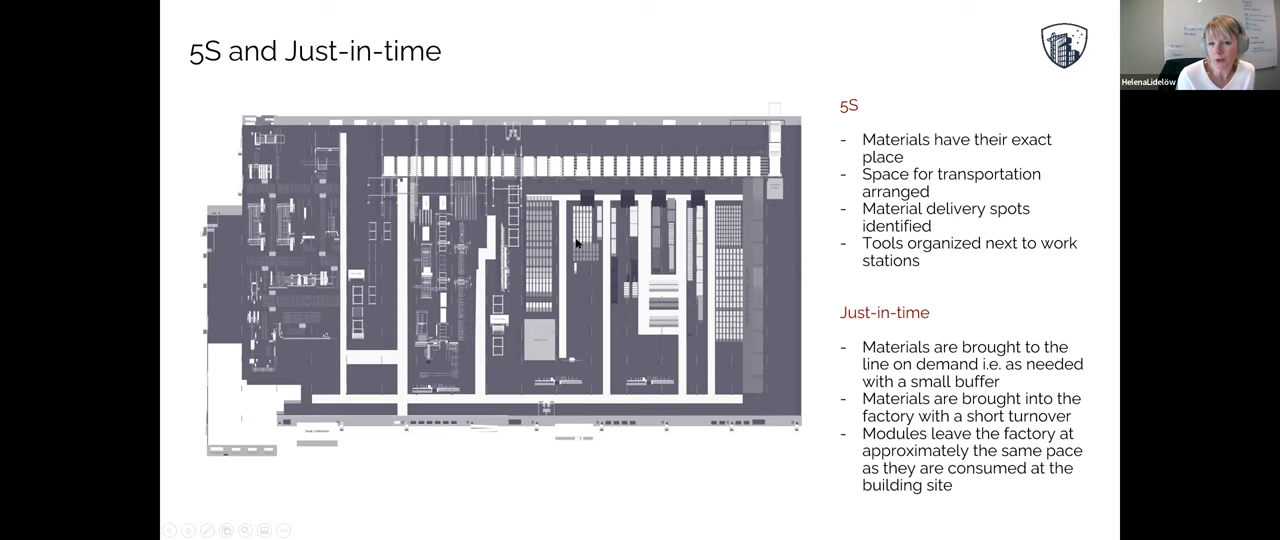 5S and Just-in-time
HelenaLidelöw
5S
- Materials have their exact
place
- Space for transportation
arranged
- Material delivery spots
identified
- Tools organized next to work
stations
Just-in-time
- Materials are brought to the
line on demand i.e. as needed
with a small buffer
- Materials are brought into the
factory with a short turnover
- Modules leave the factory at
approximately the same pace
as they are consumed at the
building site
Dust Collection